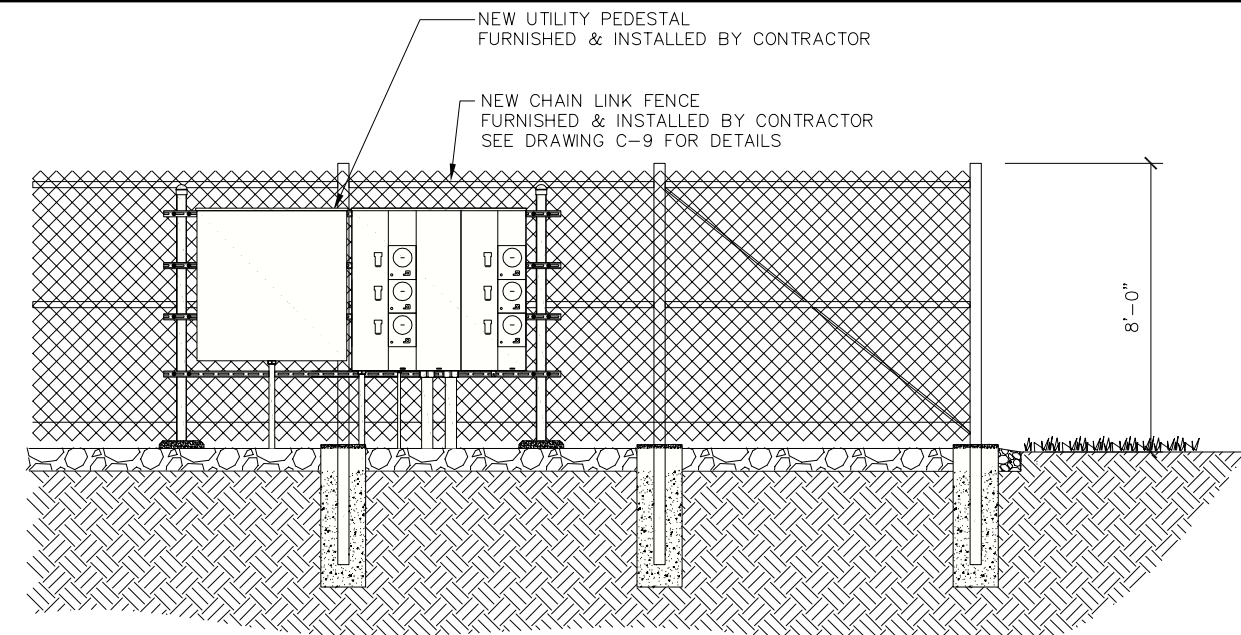 NEW UTILITY PEDESTAL
FURNISHED & INSTALLED BY CONTRACTOR
NEW CHAIN LINK FENCE
FURNISHED & INSTALLED BY CONTRACTOR
SEE DRAWING C-9 FOR DETAILS
8'-0"